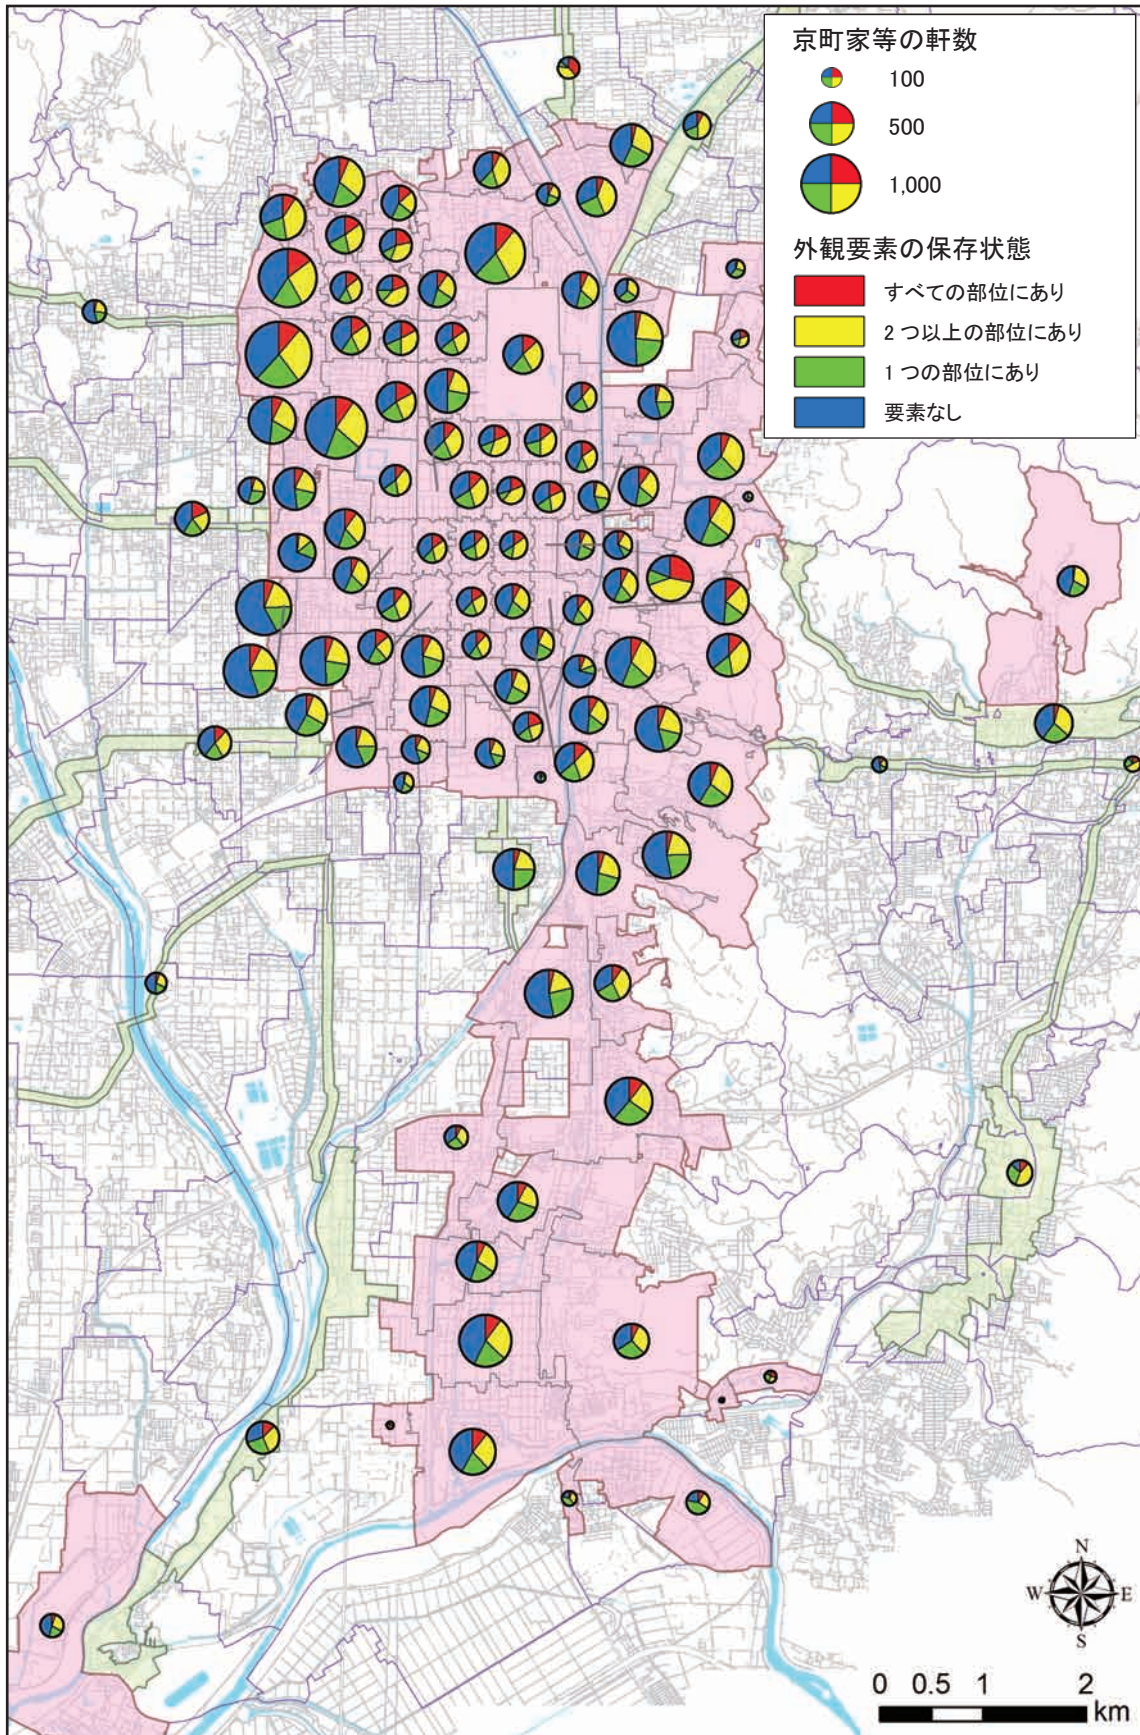 京町家等の軒数
100
500
1,000
外観要素の保存状態
すべての部位にあり
2 つ以上の部位にあり
1 つの部位にあり
要素なし
N
W E
S
0 0.5 1 2
km